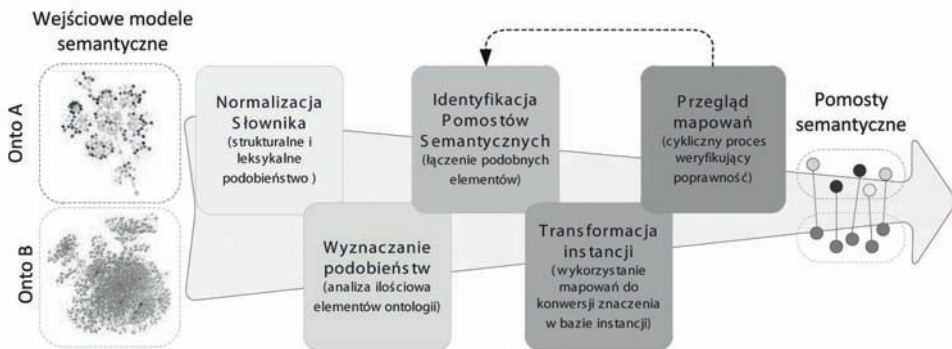 Wejściowe modele
semantyczne
Onto A
Onto B
Normalizacja
Słownika
(strukturalne i
leksykalne
podobieństwo )
Wyznaczanie
podobieństw
(analiza ilościowa
elementów ontologii)
Identyfikacja
Pomostów
Semantycznych
(łączenie podobnych
elementów)
Transformacja
instancji
(wykorzystanie
mapowań do
konwersji znaczenia
w bazie instancji)
Przegląd
mapowań
(cykliczny proces
weryfikujący
poprawność)
Pomosty
semantyczne